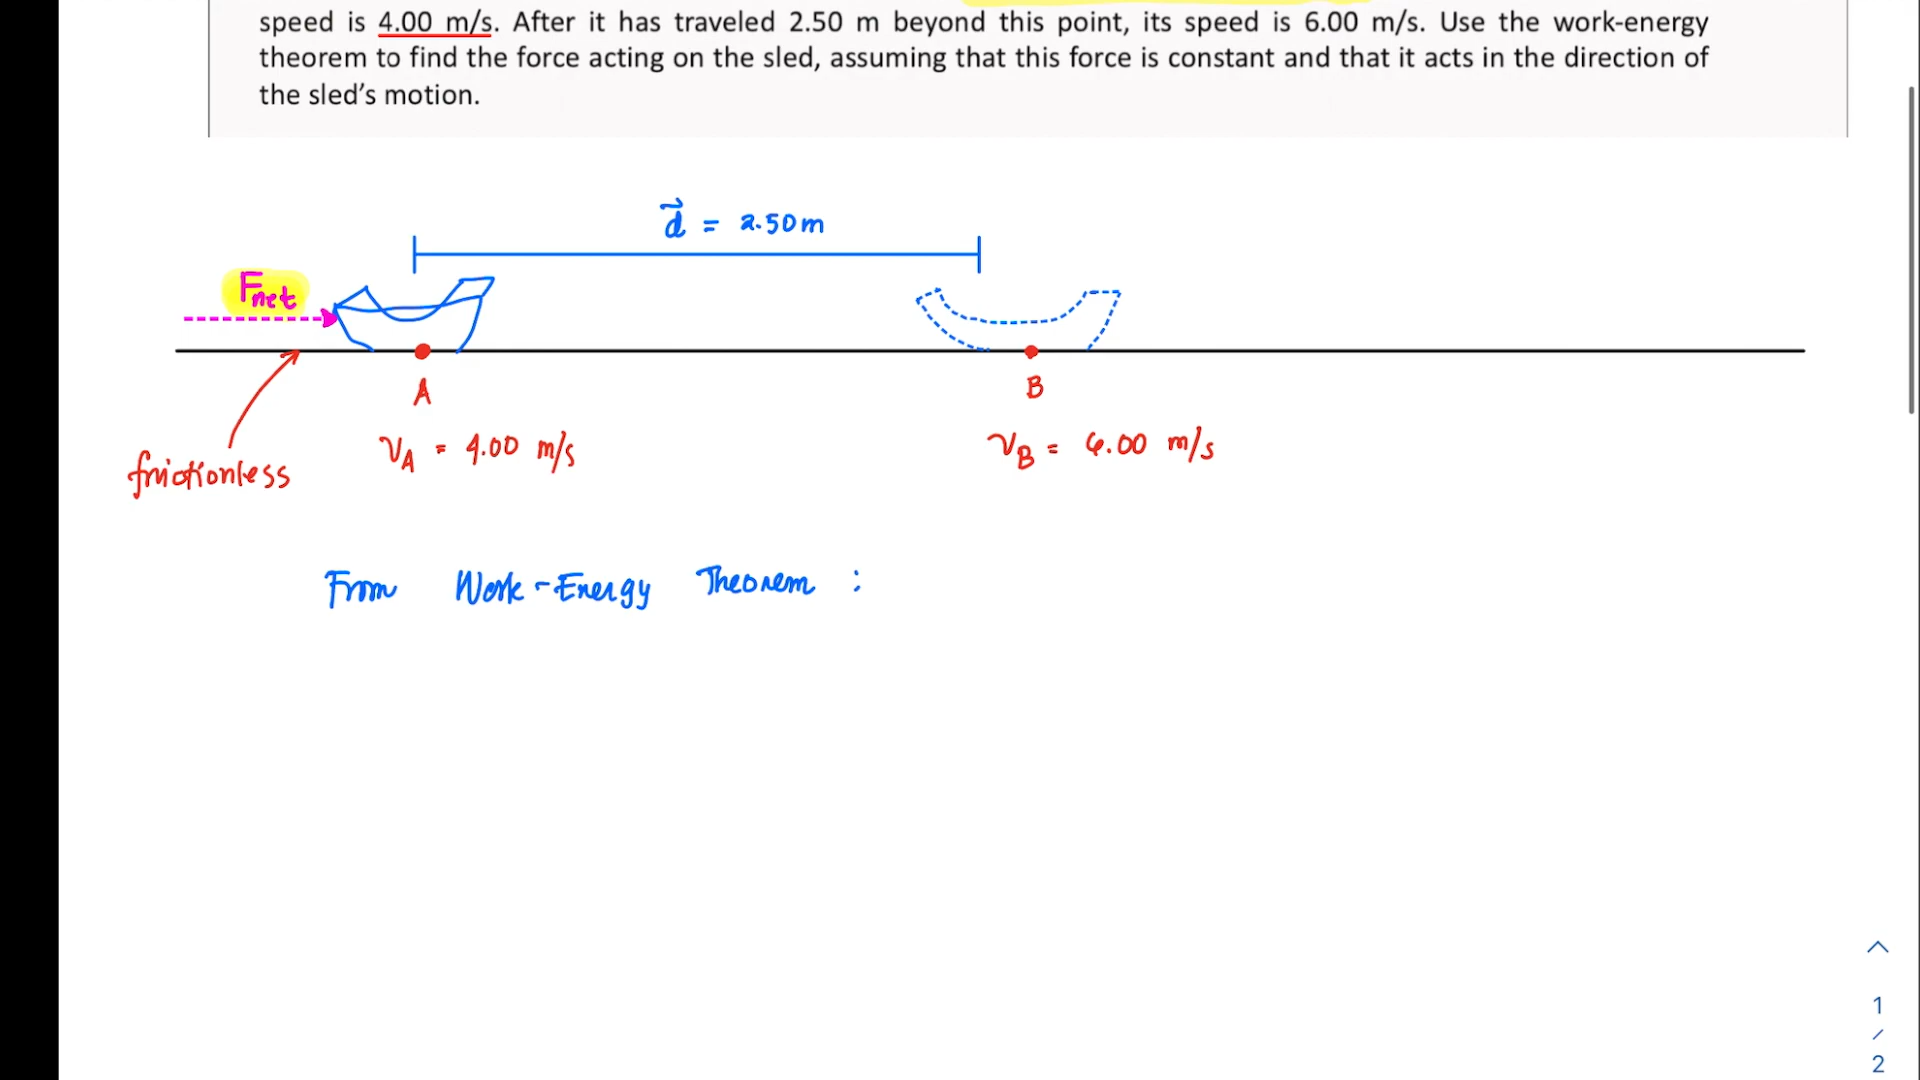 speed is 4.00 m/s. After it has traveled 2.50 m beyond this point, its speed is 6.00 m/s. Use the work-energy
theorem to find the force acting on the sled, assuming that this force is constant and that it acts in the direction of
the sled’s motion.
d⃗ = 2.50 m
Fnet
A
B
vA = 4.00 m/s
vB = 6.00 m/s
frictionless
From Work-Energy Theorem :
1
/
2